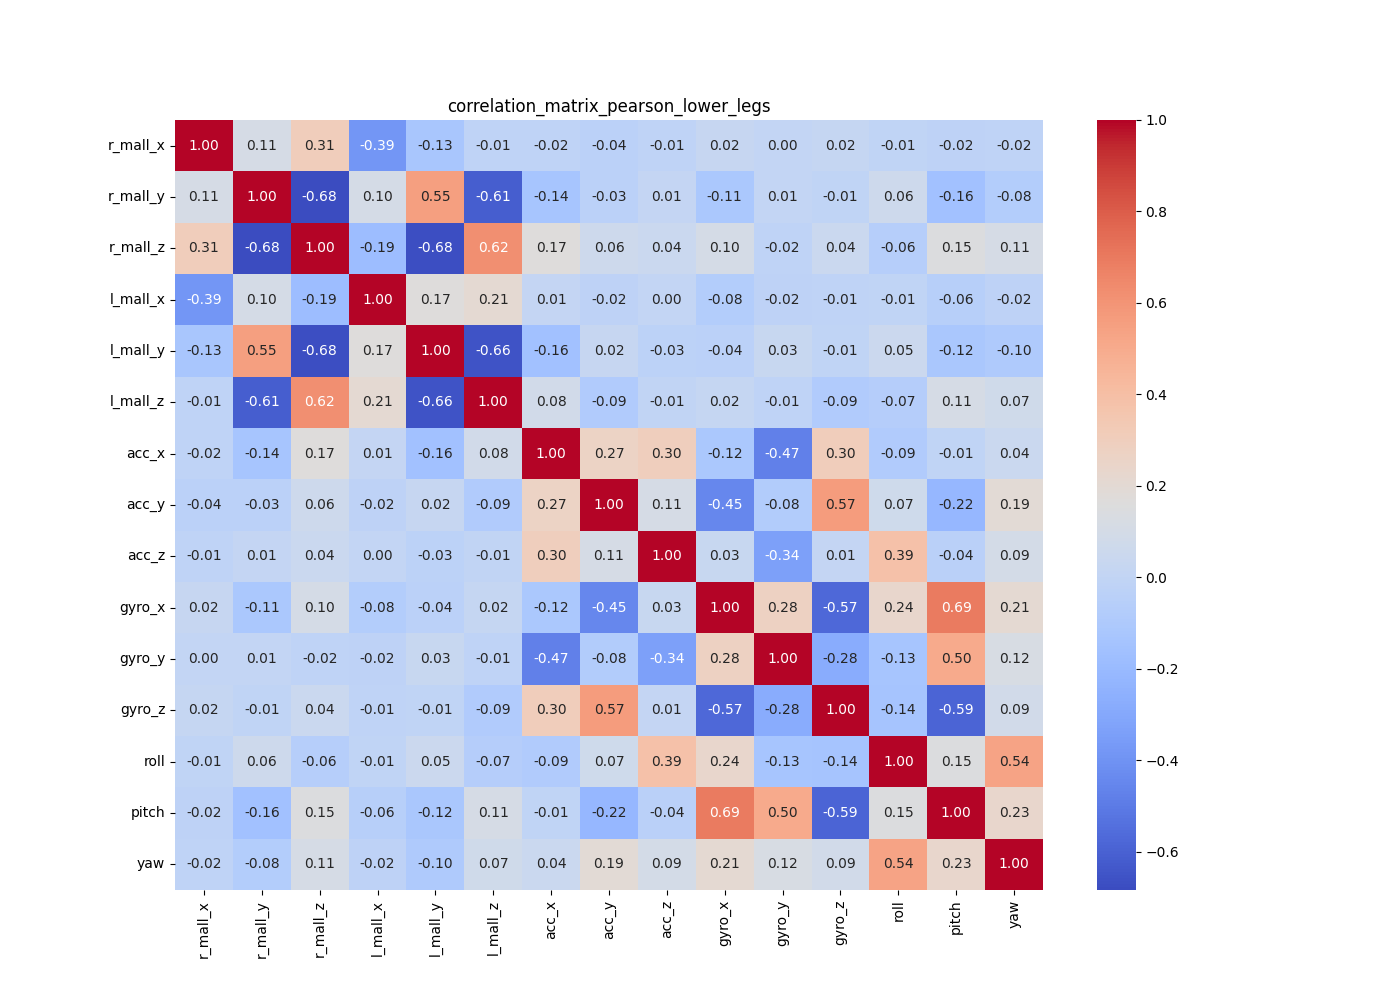 correlation_matrix_pearson_lower_legs
r_mall_x 1.00 0.11 0.31 -0.39 -0.13 -0.01 -0.02 -0.04 -0.01 0.02 0.00 0.02 -0.01 -0.02 -0.02
r_mall_y 0.11 1.00 -0.68 0.10 0.55 -0.61 -0.14 -0.03 0.01 -0.11 0.01 -0.01 0.06 -0.16 -0.08
r_mall_z 0.31 -0.68 1.00 -0.19 -0.68 0.62 0.17 0.06 0.04 0.10 -0.02 0.04 -0.06 0.15 0.11
l_mall_x -0.39 0.10 -0.19 1.00 0.17 0.21 0.01 -0.02 0.00 -0.08 -0.02 -0.01 -0.01 -0.06 -0.02
l_mall_y -0.13 0.55 -0.68 0.17 1.00 -0.66 -0.16 0.02 -0.03 -0.04 0.03 -0.01 0.05 -0.12 -0.10
l_mall_z -0.01 -0.61 0.62 0.21 -0.66 1.00 0.08 -0.09 -0.01 0.02 -0.01 -0.09 -0.07 0.11 0.07
acc_x -0.02 -0.14 0.17 0.01 -0.16 0.08 1.00 0.27 0.30 -0.12 -0.47 0.30 -0.09 -0.01 0.04
acc_y -0.04 -0.03 0.06 -0.02 0.02 -0.09 0.27 1.00 0.11 -0.45 -0.08 0.57 0.07 -0.22 0.19
acc_z -0.01 0.01 0.04 0.00 -0.03 -0.01 0.30 0.11 1.00 0.03 -0.34 0.01 0.39 -0.04 0.09
gyro_x 0.02 -0.11 0.10 -0.08 -0.04 0.02 -0.12 -0.45 0.03 1.00 0.28 -0.57 0.24 0.69 0.21
gyro_y 0.00 0.01 -0.02 -0.02 0.03 -0.01 -0.47 -0.08 -0.34 0.28 1.00 -0.28 -0.13 0.50 0.12
gyro_z 0.02 -0.01 0.04 -0.01 -0.01 -0.09 0.30 0.57 0.01 -0.57 -0.28 1.00 -0.14 -0.59 0.09
roll -0.01 0.06 -0.06 -0.01 0.05 -0.07 -0.09 0.07 0.39 0.24 -0.13 -0.14 1.00 0.15 0.54
pitch -0.02 -0.16 0.15 -0.06 -0.12 0.11 -0.01 -0.22 -0.04 0.69 0.50 -0.59 0.15 1.00 0.23
yaw -0.02 -0.08 0.11 -0.02 -0.10 0.07 0.04 0.19 0.09 0.21 0.12 0.09 0.54 0.23 1.00
r_mall_x r_mall_y r_mall_z l_mall_x l_mall_y l_mall_z acc_x acc_y acc_z gyro_x gyro_y gyro_z roll pitch yaw
1.0
0.8
0.6
0.4
0.2
0.0
−0.2
−0.4
−0.6